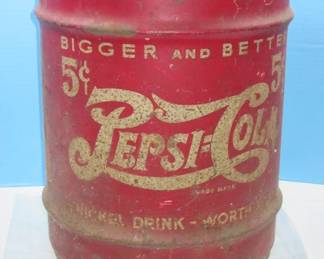 BIGGER AND BETTE
5¢ 5
PEPSI-COLA
TRADE MARK
NICKEL DRINK - WORTH